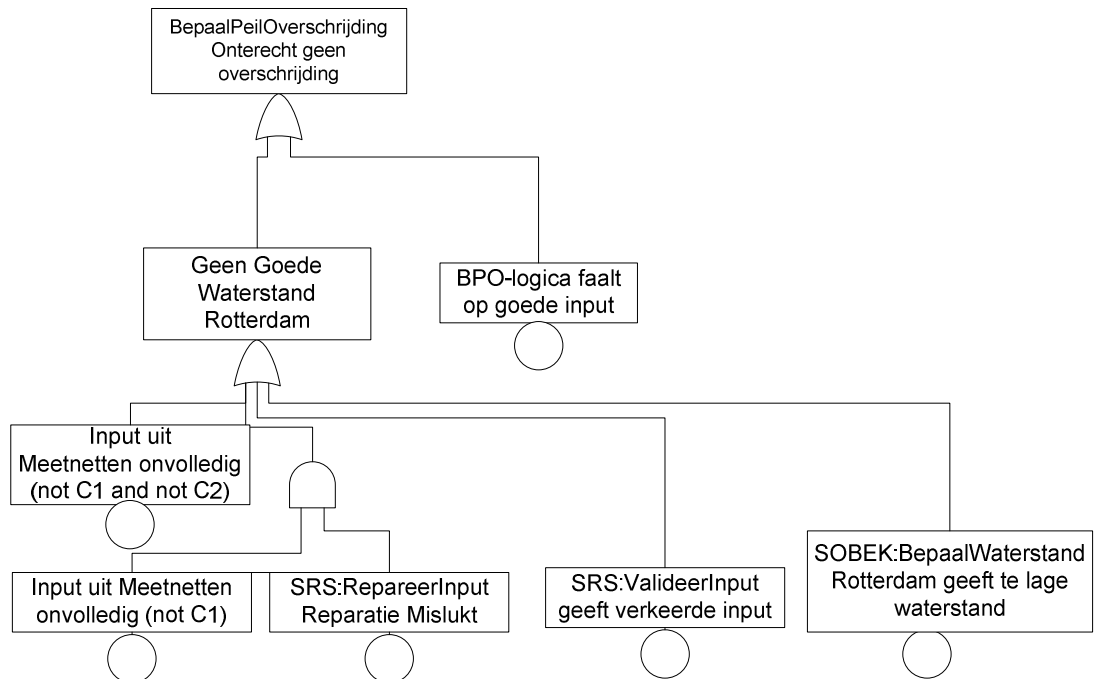 BepaalPeilOverschrijding
Onterecht geen
overschrijding
Geen Goede
Waterstand
Rotterdam
BPO-logica faalt
op goede input
Input uit
Meetnetten onvolledig
(not C1 and not C2)
Input uit Meetnetten
onvolledig (not C1)
SRS:RepareerInput
Reparatie Mislukt
SRS:ValideerInput
geeft verkeerde input
SOBEK:BepaalWaterstand
Rotterdam geeft te lage
waterstand